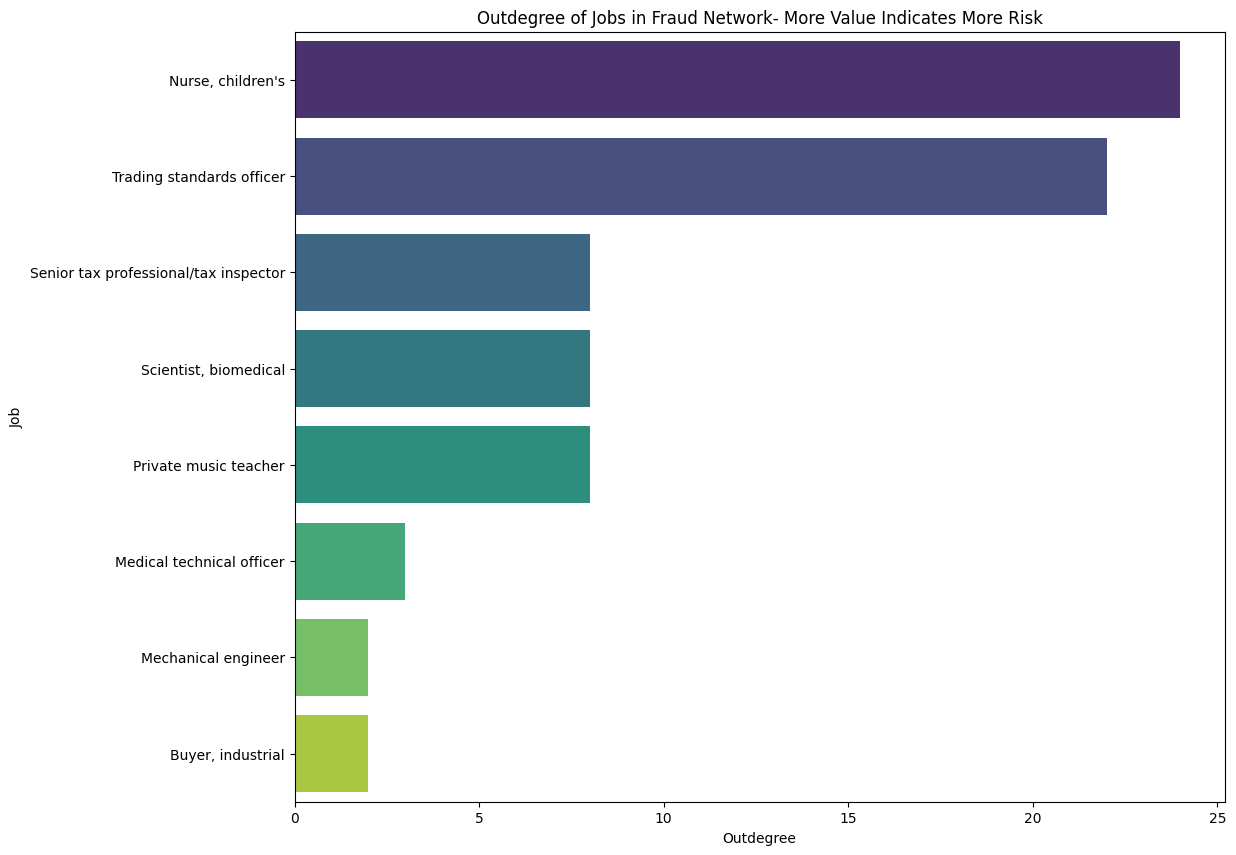 Outdegree of Jobs in Fraud Network- More Value Indicates More Risk
Job
Nurse, children's
Trading standards officer
Senior tax professional/tax inspector
Scientist, biomedical
Private music teacher
Medical technical officer
Mechanical engineer
Buyer, industrial
0 5 10 15 20 25
Outdegree